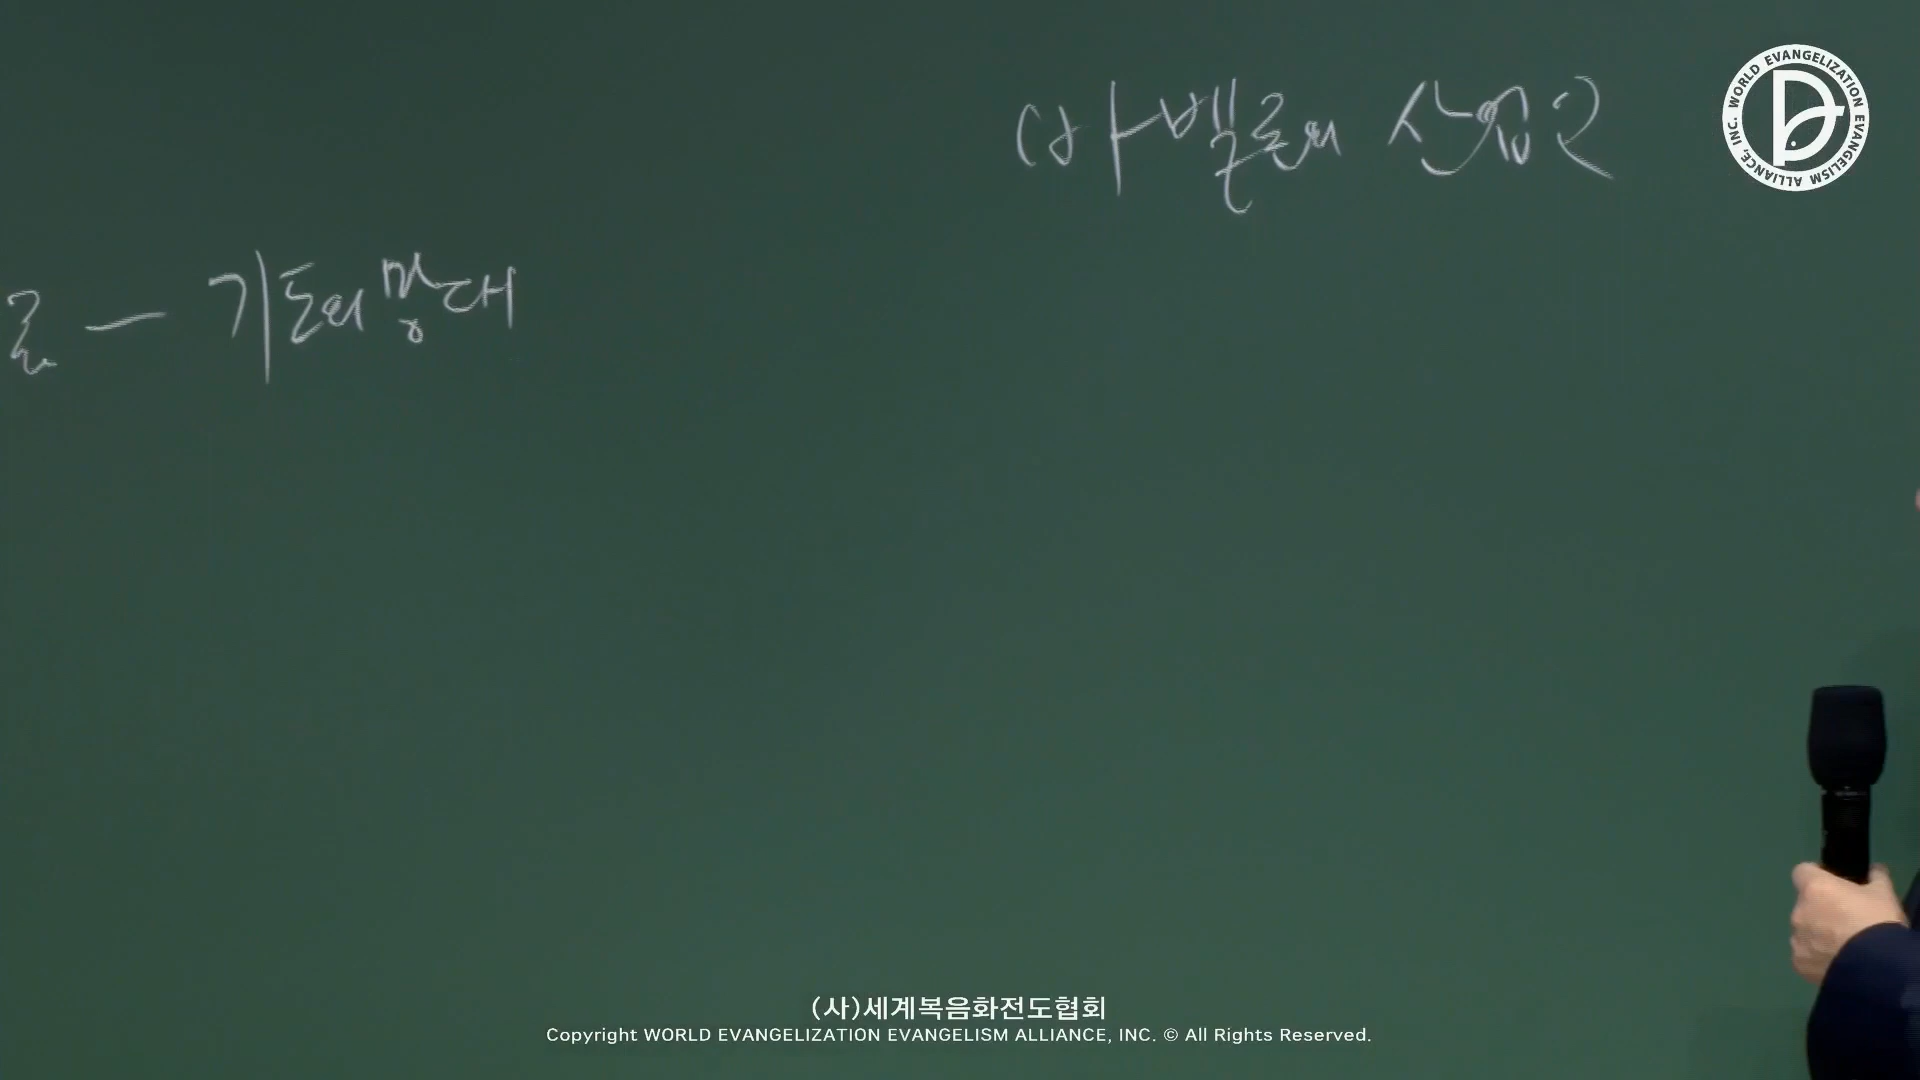 WORLD EVANGELIZATION EVANGELISM ALLIANCE, INC.
바벨론의 산업인
— 기도의 망대
(사)세계복음화전도협회
Copyright WORLD EVANGELIZATION EVANGELISM ALLIANCE, INC. © All Rights Reserved.